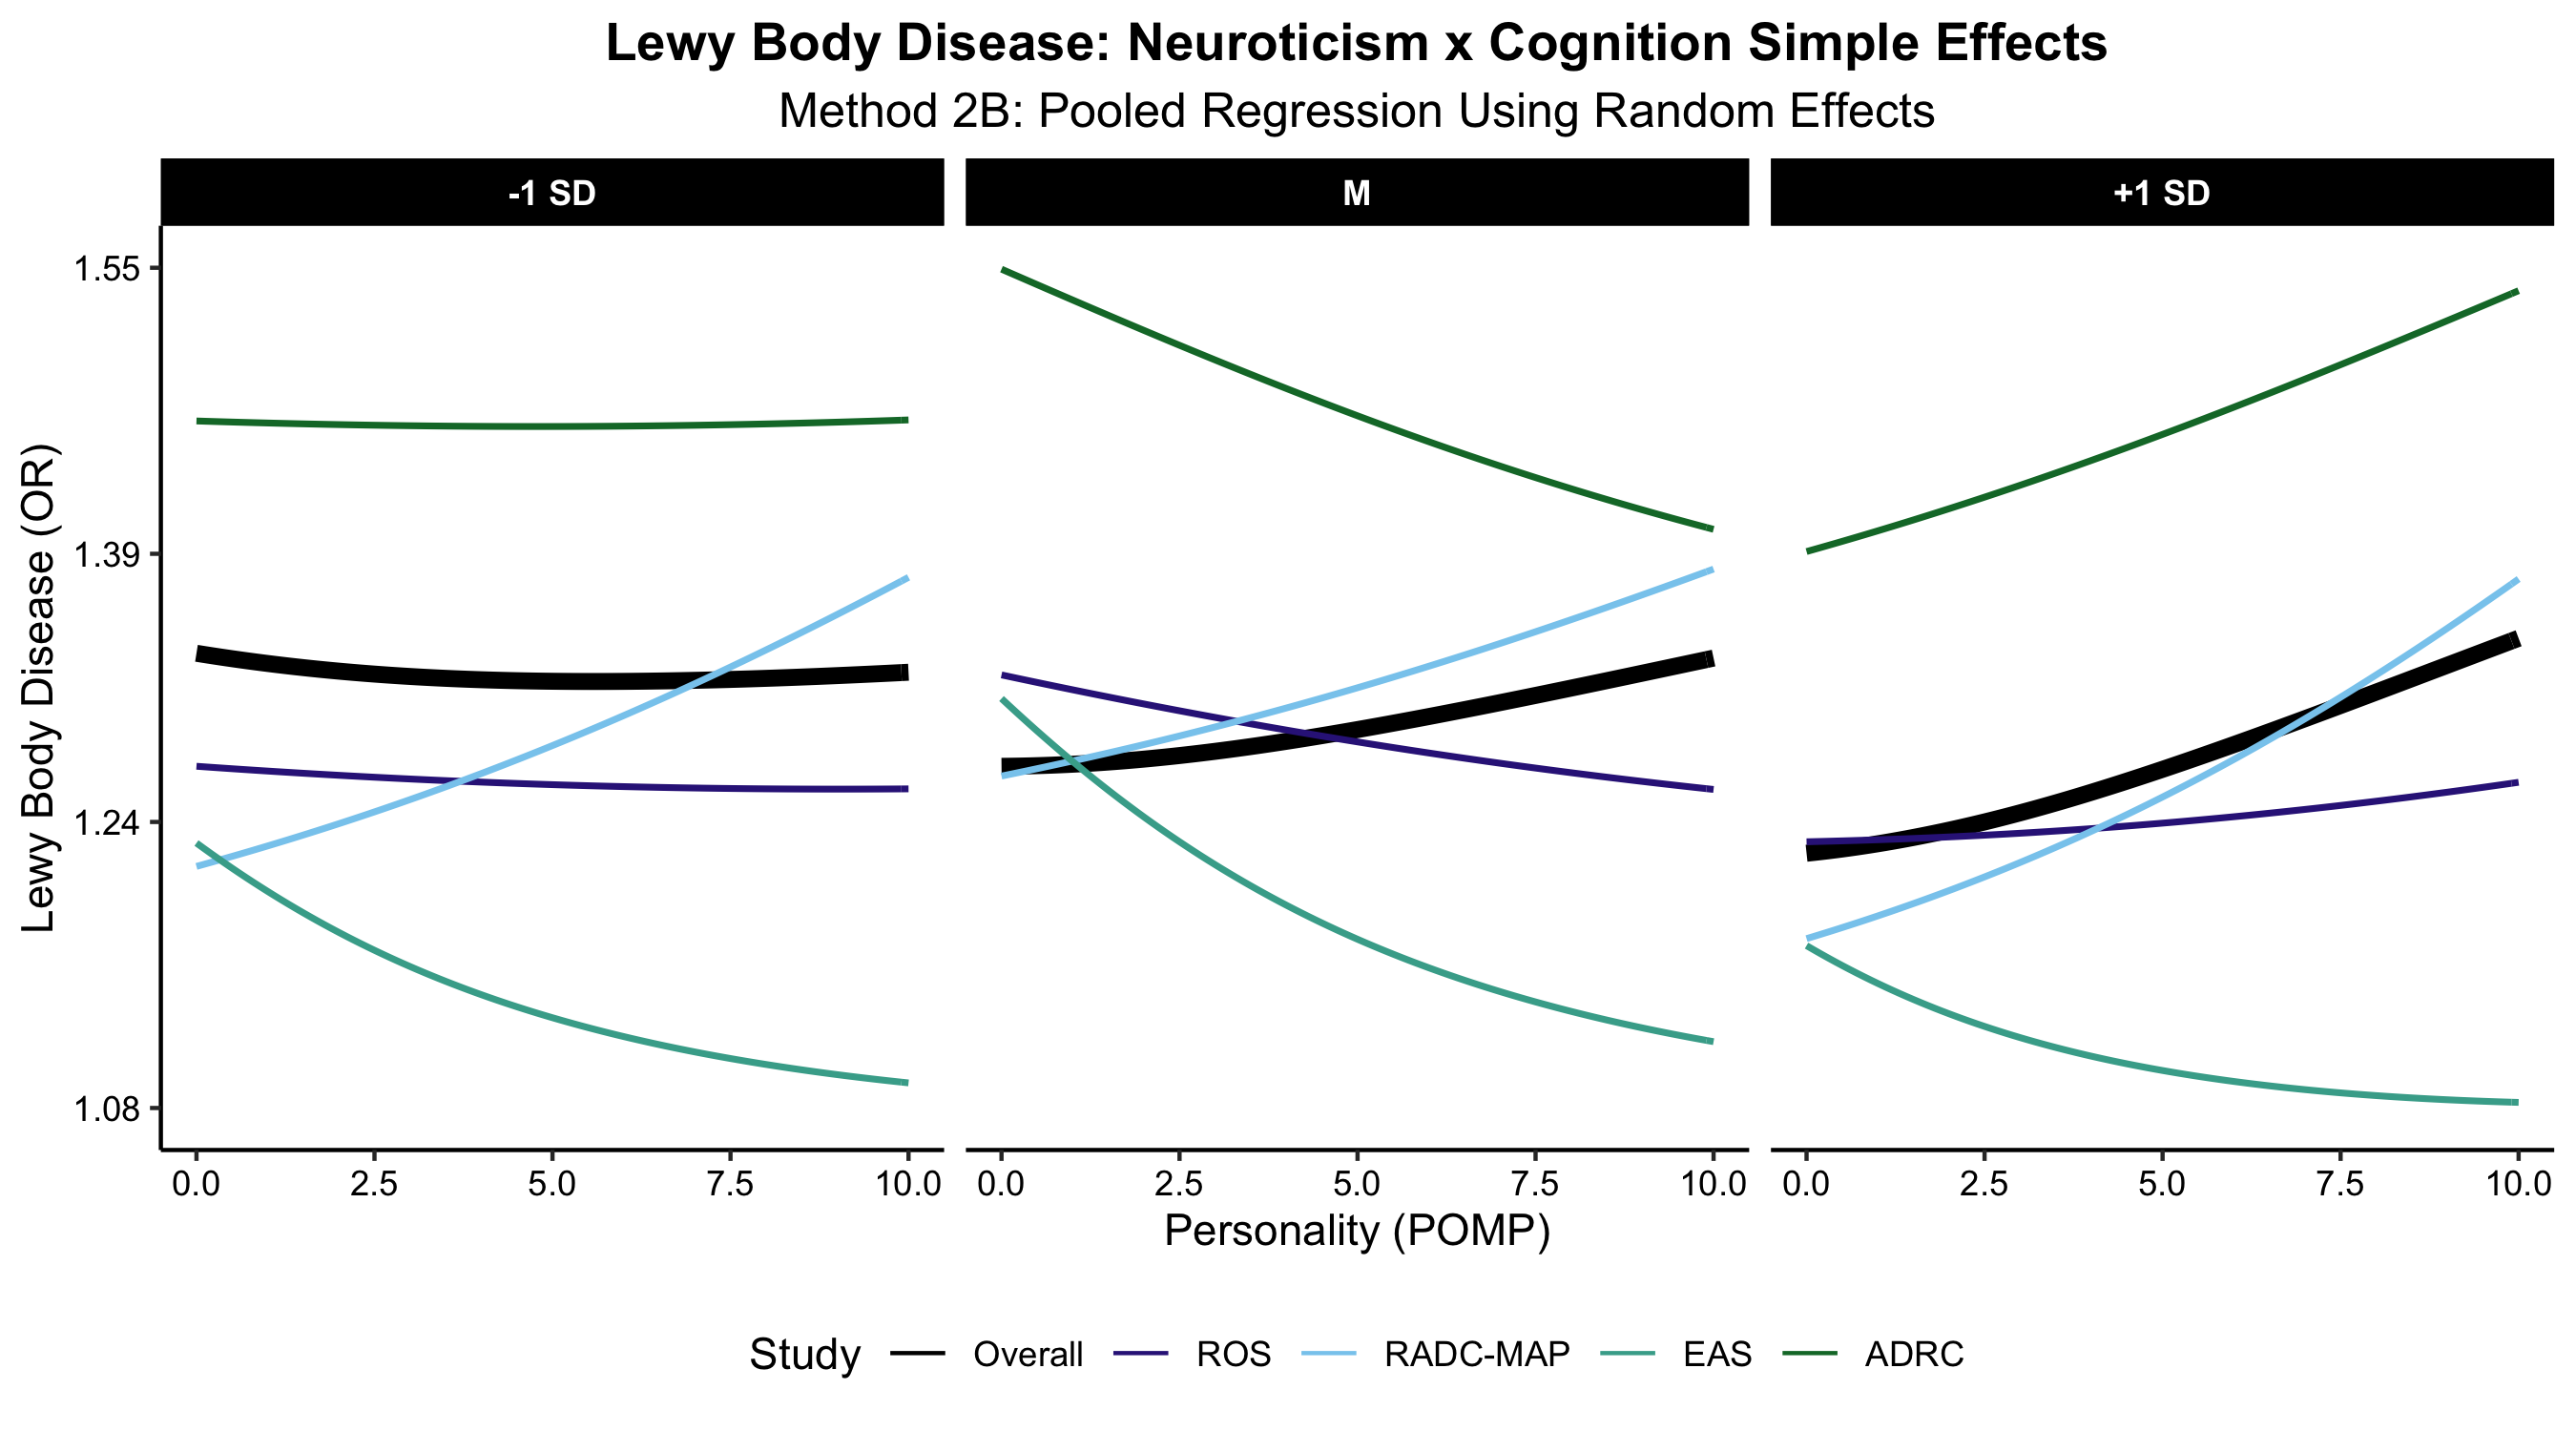 Lewy Body Disease: Neuroticism x Cognition Simple Effects
Method 2B: Pooled Regression Using Random Effects
-1 SD
M
+1 SD
Lewy Body Disease (OR)
1.55
1.39
1.24
1.08
0.0 2.5 5.0 7.5 10.0
0.0 2.5 5.0 7.5 10.0
0.0 2.5 5.0 7.5 10.0
Personality (POMP)
Study Overall ROS RADC-MAP EAS ADRC